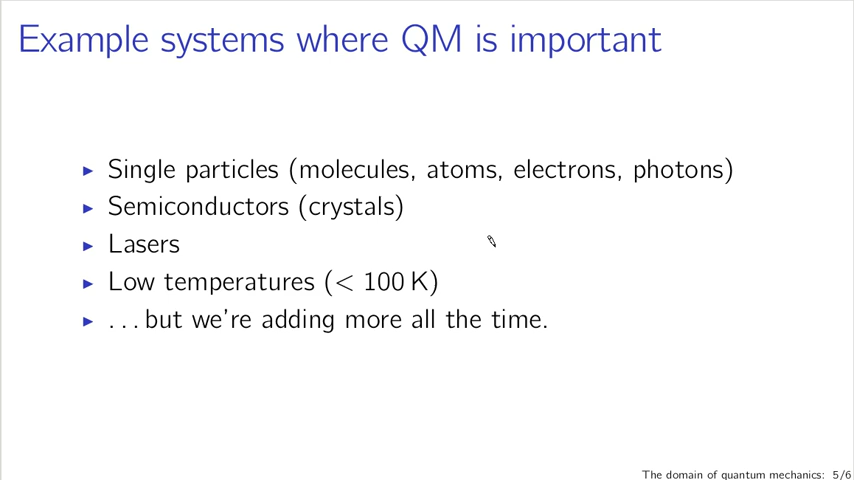 Example systems where QM is important
▶ Single particles (molecules, atoms, electrons, photons)
▶ Semiconductors (crystals)
▶ Lasers
▶ Low temperatures (< 100 K)
▶ ...but we're adding more all the time.
The domain of quantum mechanics: 5/6